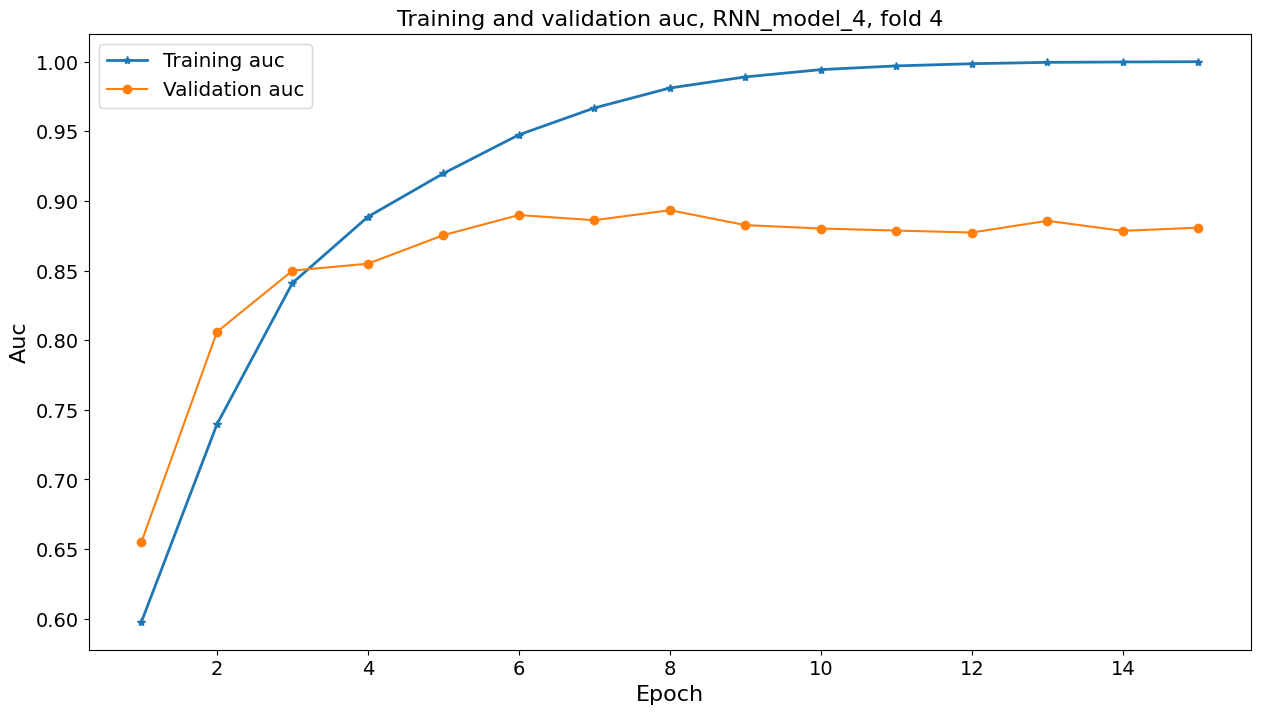 Training and validation auc, RNN_model_4, fold 4
Training auc
Validation auc
1.00
0.95
0.90
0.85
0.80
0.75
0.70
0.65
0.60
Auc
2 4 6 8 10 12 14
Epoch